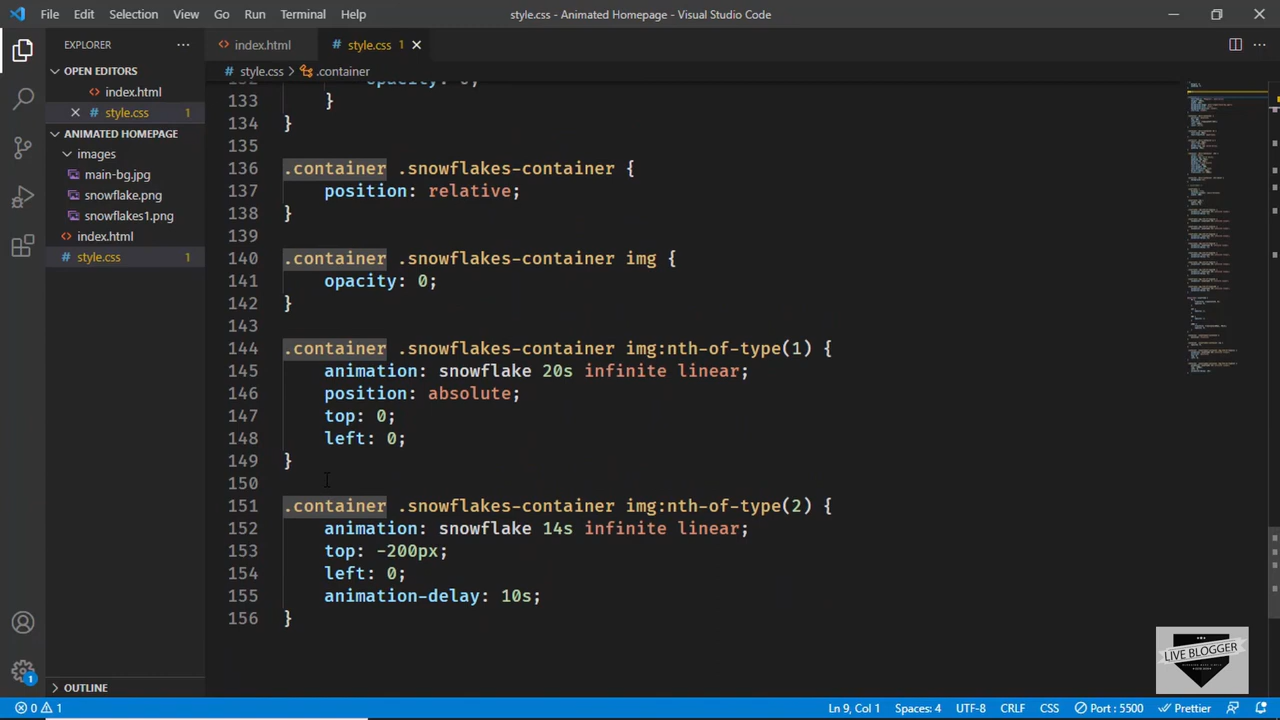 File Edit Selection View Go Run Terminal Help style.css - Animated Homepage - Visual Studio Code
EXPLORER
index.html
style.css 1
OPEN EDITORS
style.css > .container
index.html
style.css 1
ANIMATED HOMEPAGE
images
main-bg.jpg
snowflake.png
snowflakes1.png
index.html
style.css 1
133 }
134 }
135
136 .container .snowflakes-container {
137 position: relative;
138 }
139
140 .container .snowflakes-container img {
141 opacity: 0;
142 }
143
144 .container .snowflakes-container img:nth-of-type(1) {
145 animation: snowflake 20s infinite linear;
146 position: absolute;
147 top: 0;
148 left: 0;
149 }
150
151 .container .snowflakes-container img:nth-of-type(2) {
152 animation: snowflake 14s infinite linear;
153 top: -200px;
154 left: 0;
155 animation-delay: 10s;
156 }
LIVE BLOGGER
1
OUTLINE
0 1 Ln 9, Col 1 Spaces: 4 UTF-8 CRLF CSS Port : 5500 Prettier